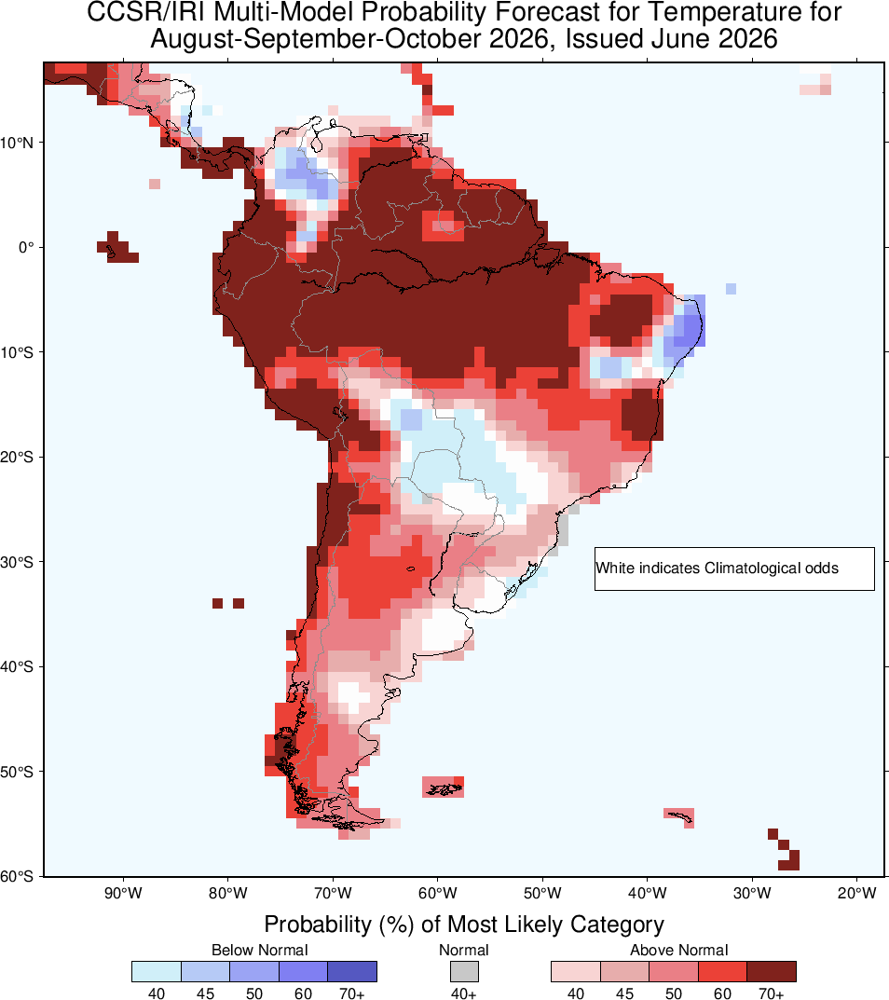 CCSR/IRI Multi-Model Probability Forecast for Temperature for
August-September-October 2026, Issued June 2026
10°N
0°
10°S
20°S
30°S
40°S
50°S
60°S
White indicates Climatological odds
90°W 80°W 70°W 60°W 50°W 40°W 30°W 20°W
Probability (%) of Most Likely Category
Below Normal Normal Above Normal
40 45 50 60 70+ 40+ 40 45 50 60 70+